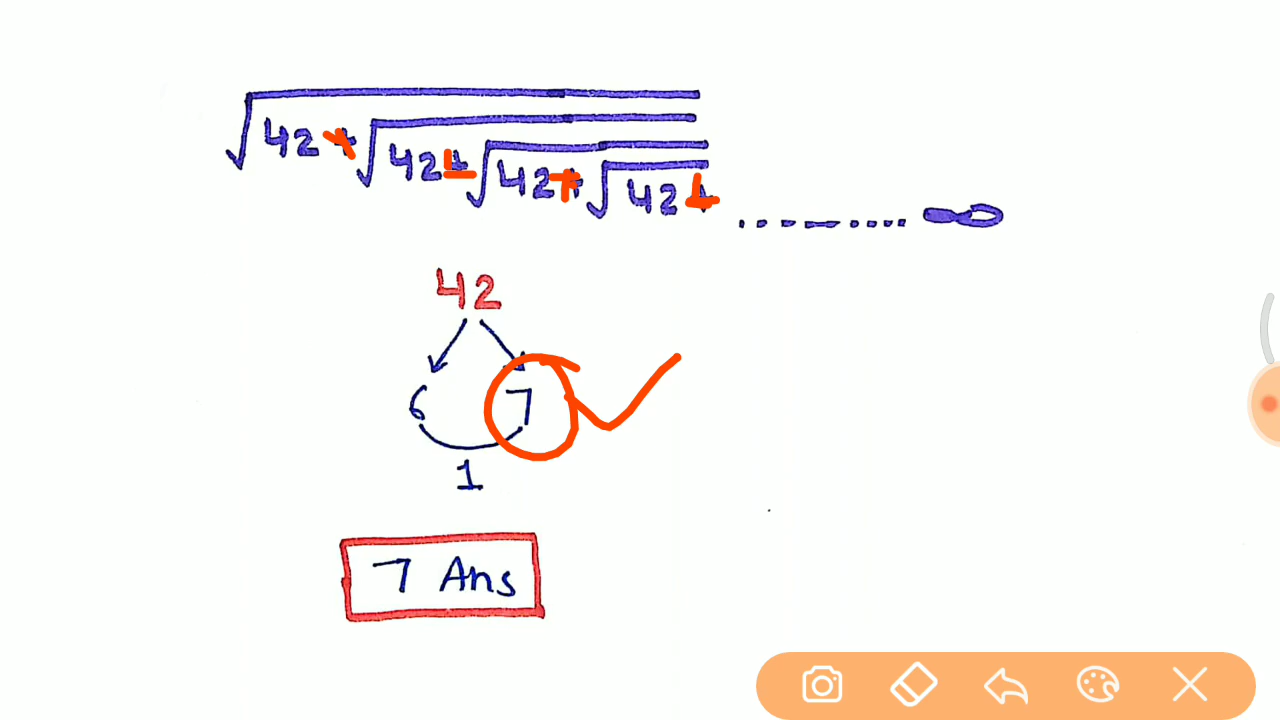 √42+√42+√42+√42+ ........... ∞
42
6 7
1
7 Ans